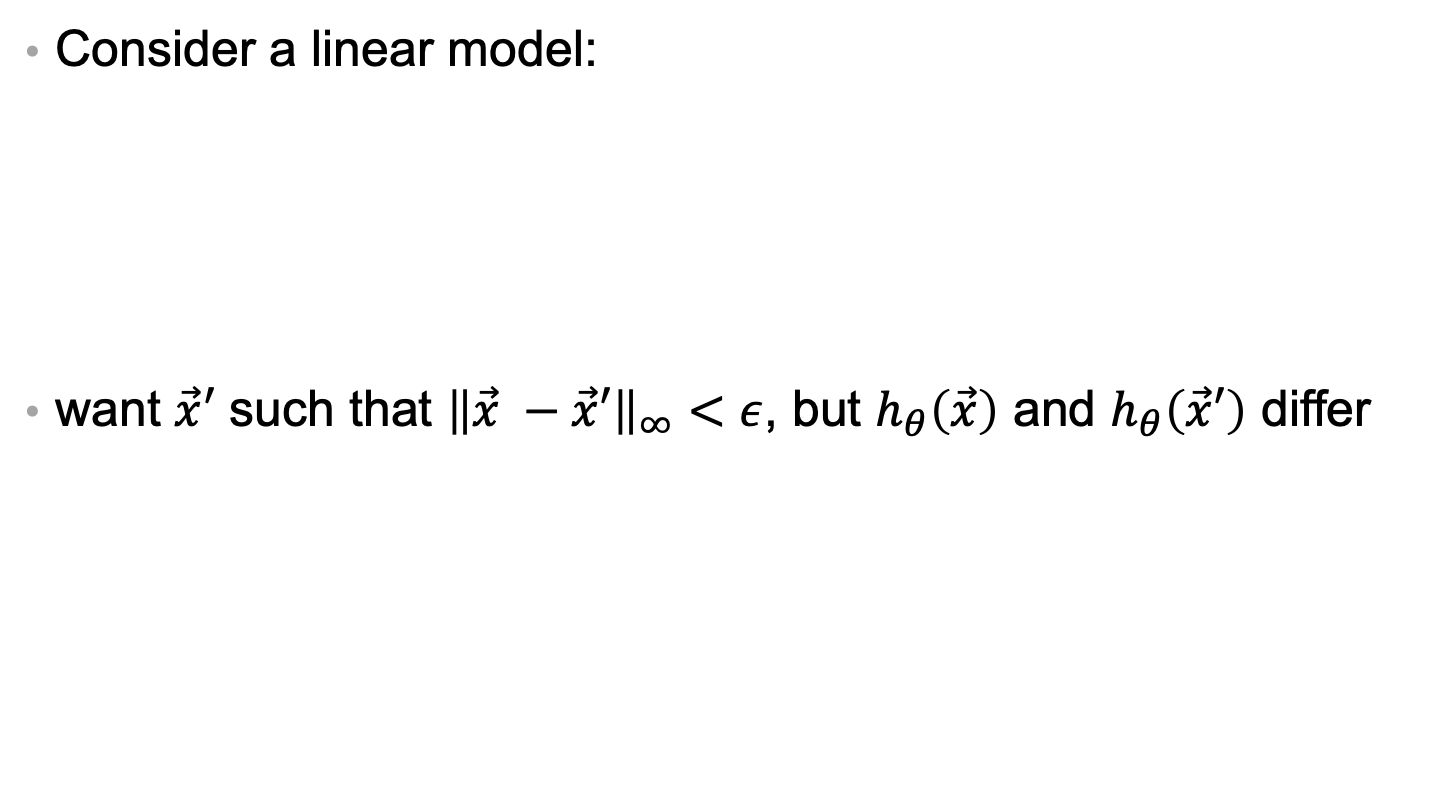 • Consider a linear model:
• want x⃗′ such that ‖x⃗ − x⃗′‖∞ < ϵ, but hθ(x⃗) and hθ(x⃗′) differ